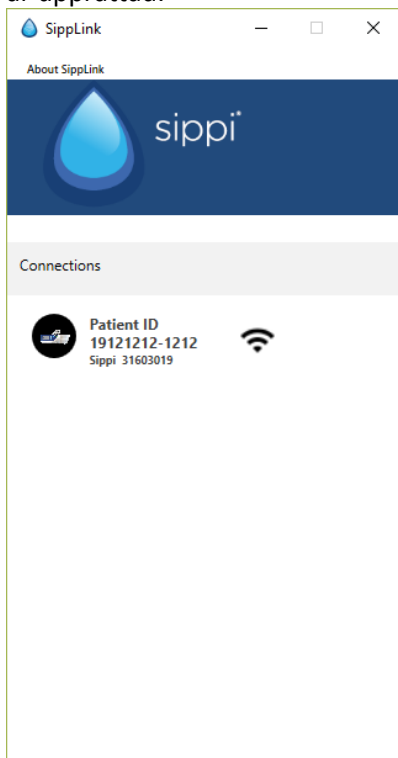 SippLink
About SippLink
sippi®
Connections
Patient ID
19121212-1212
Sippi 31603019